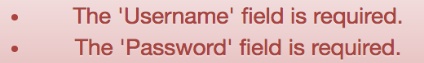 • The 'Username' field is required.
• The 'Password' field is required.